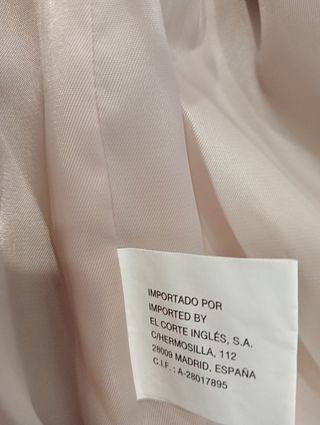 IMPORTADO POR
IMPORTED BY
EL CORTE INGLÉS, S.A.
C/HERMOSILLA, 112
28009 MADRID, ESPAÑA
C.I.F.: A-28017895